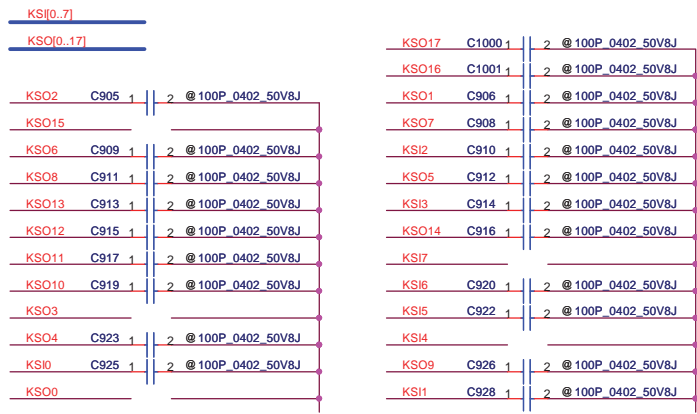 KSI[0..7]
KSO[0..17]
KSO2 C905 1 2 @100P_0402_50V8J
KSO15
KSO6 C909 1 2 @100P_0402_50V8J
KSO8 C911 1 2 @100P_0402_50V8J
KSO13 C913 1 2 @100P_0402_50V8J
KSO12 C915 1 2 @100P_0402_50V8J
KSO11 C917 1 2 @100P_0402_50V8J
KSO10 C919 1 2 @100P_0402_50V8J
KSO3
KSO4 C923 1 2 @100P_0402_50V8J
KSI0 C925 1 2 @100P_0402_50V8J
KSO0
KSO17 C1000 1 2 @100P_0402_50V8J
KSO16 C1001 1 2 @100P_0402_50V8J
KSO1 C906 1 2 @100P_0402_50V8J
KSO7 C908 1 2 @100P_0402_50V8J
KSI2 C910 1 2 @100P_0402_50V8J
KSO5 C912 1 2 @100P_0402_50V8J
KSI3 C914 1 2 @100P_0402_50V8J
KSO14 C916 1 2 @100P_0402_50V8J
KSI7
KSI6 C920 1 2 @100P_0402_50V8J
KSI5 C922 1 2 @100P_0402_50V8J
KSI4
KSO9 C926 1 2 @100P_0402_50V8J
KSI1 C928 1 2 @100P_0402_50V8J